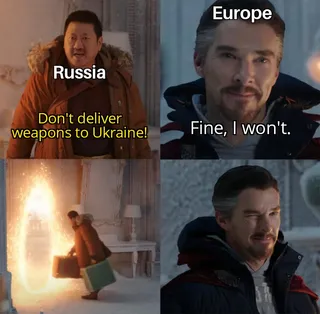 Europe
Russia
Don't deliver
weapons to Ukraine!
Fine, I won't.